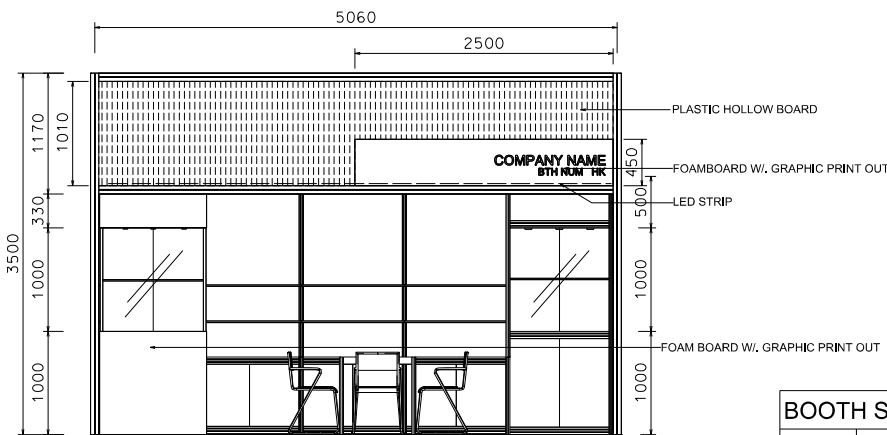 5060
2500
3500
1170
1010
330
1000
1000
450
500
1000
1000
PLASTIC HOLLOW BOARD
COMPANY NAME
BTH NUM HK
FOAMBOARD W/. GRAPHIC PRINT OUT
LED STRIP
FOAM BOARD W/. GRAPHIC PRINT OUT
BOOTH S